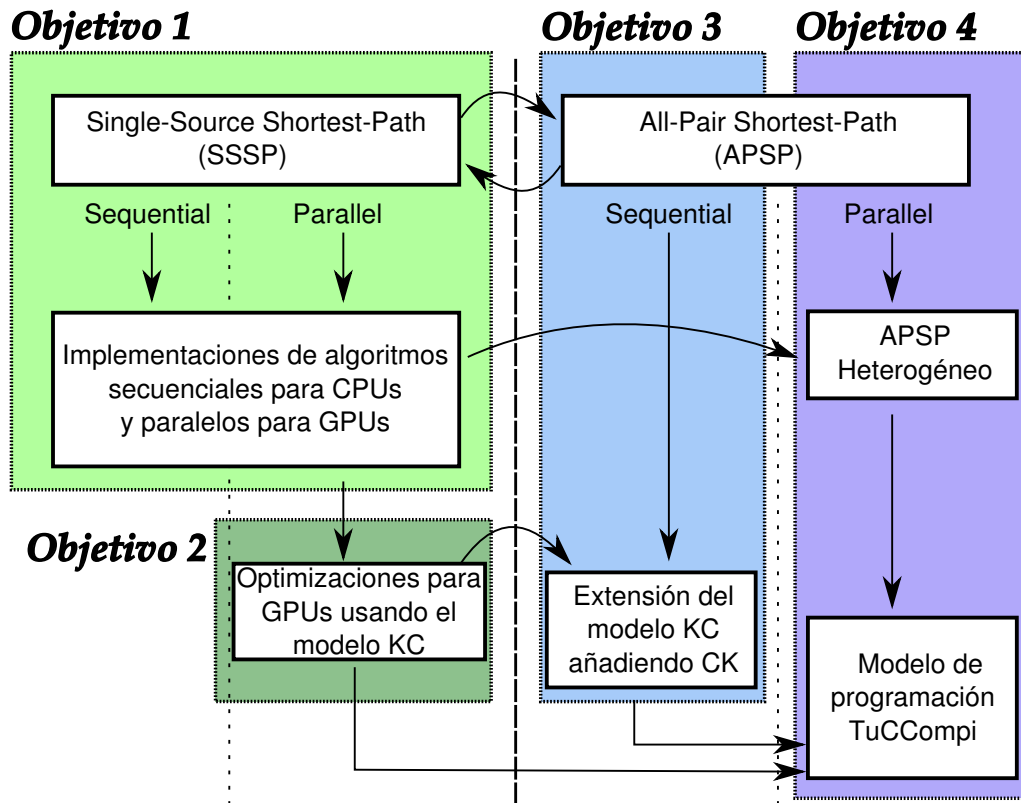 Objetivo 1
Objetivo 3
Objetivo 4
Single-Source Shortest-Path
(SSSP)
All-Pair Shortest-Path
(APSP)
Sequential
Parallel
Sequential
Parallel
Implementaciones de algoritmos
secuenciales para CPUs
y paralelos para GPUs
APSP
Heterogéneo
Objetivo 2
Optimizaciones para
GPUs usando el
modelo KC
Extensión del
modelo KC
añadiendo CK
Modelo de
programación
TuCCompi